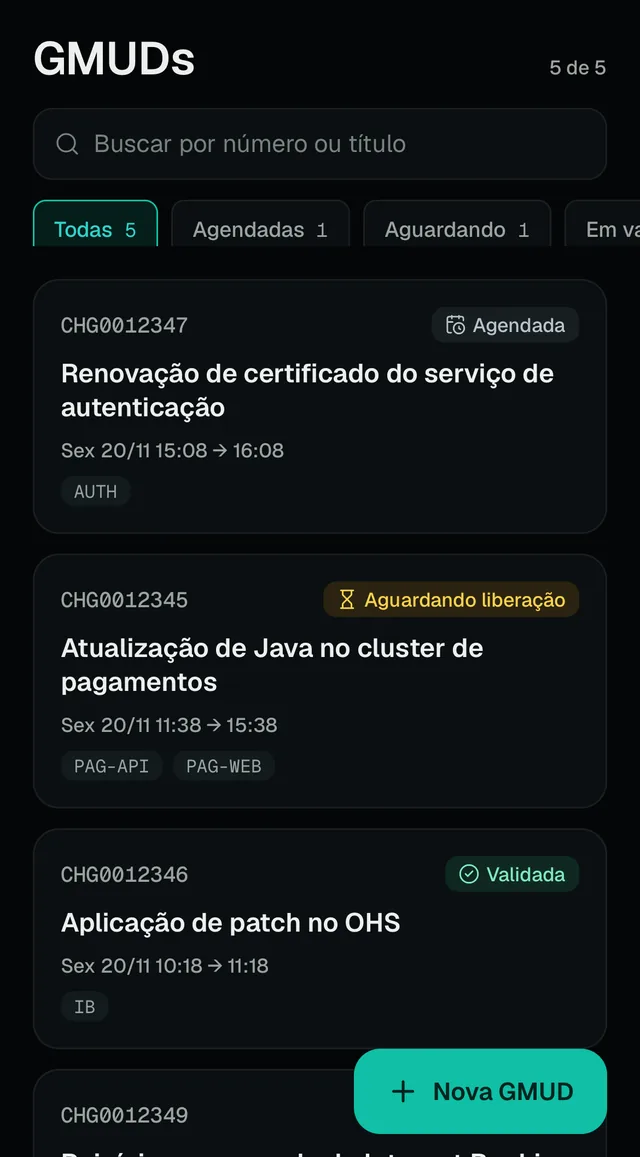 GMUDs
5 de 5
Buscar por número ou título
Todas 5
Agendadas 1
Aguardando 1
Em va
CHG0012347
Agendada
Renovação de certificado do serviço de
autenticação
Sex 20/11 15:08 → 16:08
AUTH
CHG0012345
Aguardando liberação
Atualização de Java no cluster de
pagamentos
Sex 20/11 11:38 → 15:38
PAG-API
PAG-WEB
CHG0012346
Validada
Aplicação de patch no OHS
Sex 20/11 10:18 → 11:18
IB
CHG0012349
+ Nova GMUD